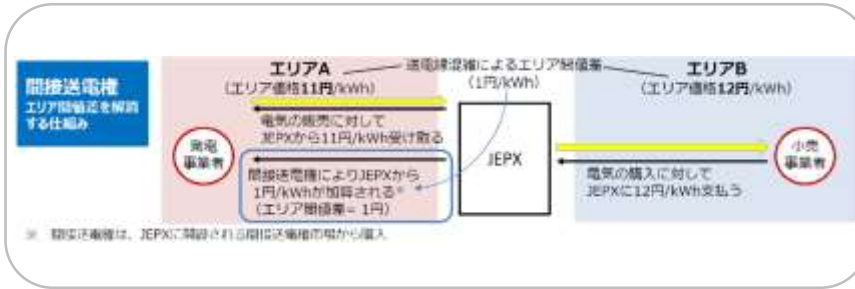 間接送電権
エリア間値差を解消
する仕組み
エリアA
(エリア価格11円/kWh)
送電線混雑によるエリア間値差
(1円/kWh)
エリアB
(エリア価格12円/kWh)
電気の販売に対して
JEPXから11円/kWh受け取る
発電
事業者
間接送電権によりJEPXから
1円/kWhが加算される※
(エリア間値差= 1円)
JEPX
小売
事業者
電気の購入に対して
JEPXに12円/kWh支払う
※ 間接送電権は、JEPXに開設される間接送電権市場から購入